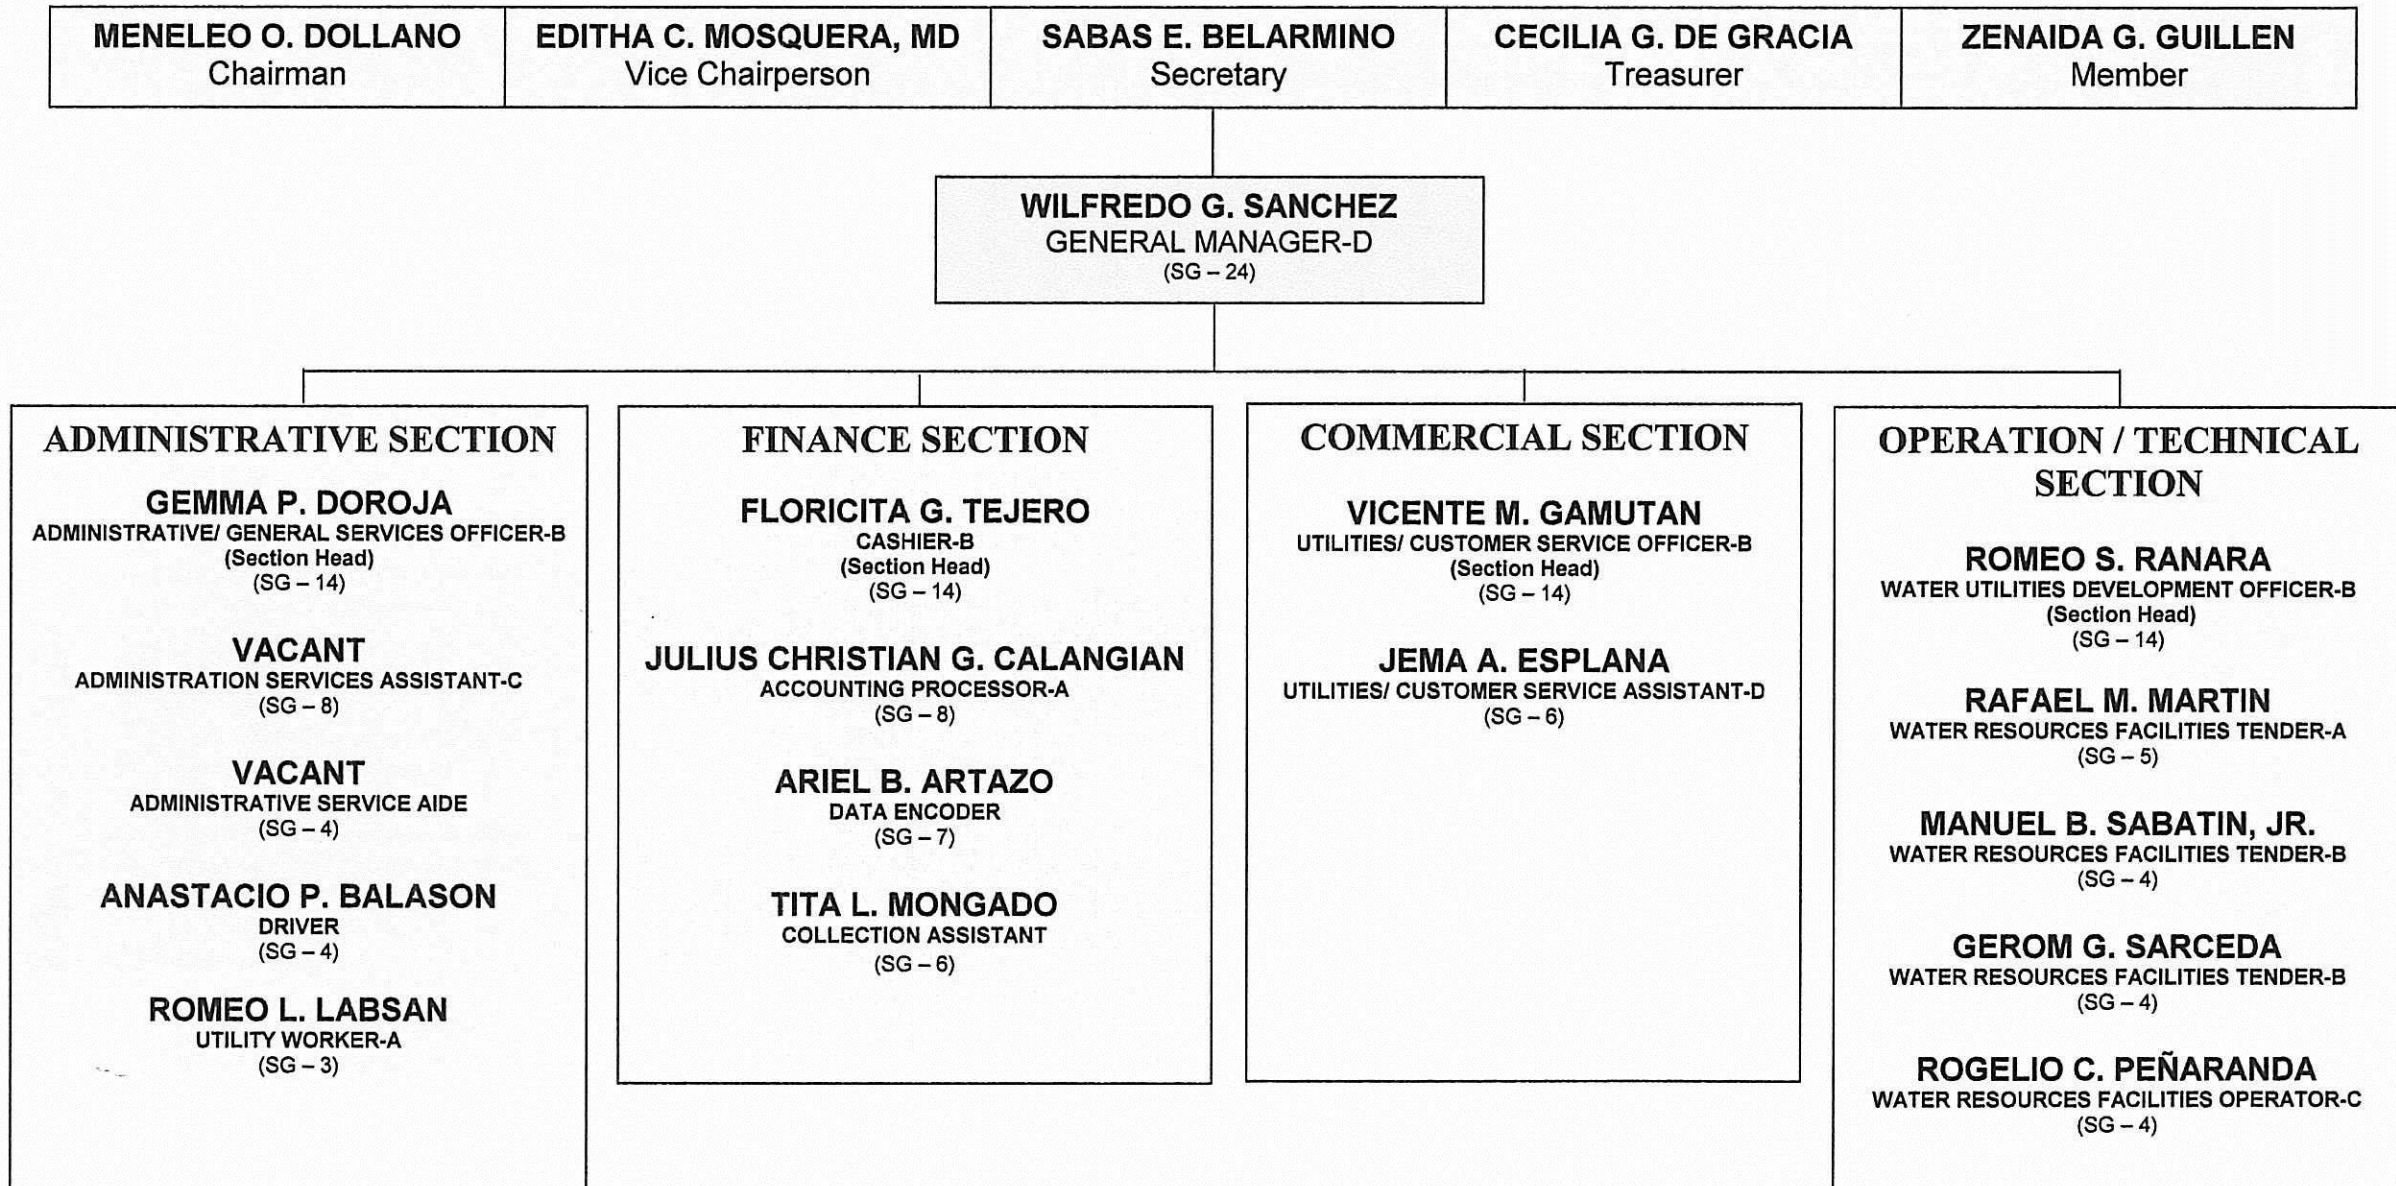 MENELEO O. DOLLANO
Chairman
EDITHA C. MOSQUERA, MD
Vice Chairperson
SABAS E. BELARMINO
Secretary
CECILIA G. DE GRACIA
Treasurer
ZENAIDA G. GUILLEN
Member
WILFREDO G. SANCHEZ
GENERAL MANAGER-D
(SG – 24)
ADMINISTRATIVE SECTION
GEMMA P. DOROJA
ADMINISTRATIVE/ GENERAL SERVICES OFFICER-B
(Section Head)
(SG – 14)
VACANT
ADMINISTRATION SERVICES ASSISTANT-C
(SG – 8)
VACANT
ADMINISTRATIVE SERVICE AIDE
(SG – 4)
ANASTACIO P. BALASON
DRIVER
(SG – 4)
ROMEO L. LABSAN
UTILITY WORKER-A
(SG – 3)
FINANCE SECTION
FLORICITA G. TEJERO
CASHIER-B
(Section Head)
(SG – 14)
JULIUS CHRISTIAN G. CALANGIAN
ACCOUNTING PROCESSOR-A
(SG – 8)
ARIEL B. ARTAZO
DATA ENCODER
(SG – 7)
TITA L. MONGADO
COLLECTION ASSISTANT
(SG – 6)
COMMERCIAL SECTION
VICENTE M. GAMUTAN
UTILITIES/ CUSTOMER SERVICE OFFICER-B
(Section Head)
(SG – 14)
JEMA A. ESPLANA
UTILITIES/ CUSTOMER SERVICE ASSISTANT-D
(SG – 6)
OPERATION / TECHNICAL
SECTION
ROMEO S. RANARA
WATER UTILITIES DEVELOPMENT OFFICER-B
(Section Head)
(SG – 14)
RAFAEL M. MARTIN
WATER RESOURCES FACILITIES TENDER-A
(SG – 5)
MANUEL B. SABATIN, JR.
WATER RESOURCES FACILITIES TENDER-B
(SG – 4)
GEROM G. SARCEDA
WATER RESOURCES FACILITIES TENDER-B
(SG – 4)
ROGELIO C. PEÑARANDA
WATER RESOURCES FACILITIES OPERATOR-C
(SG – 4)